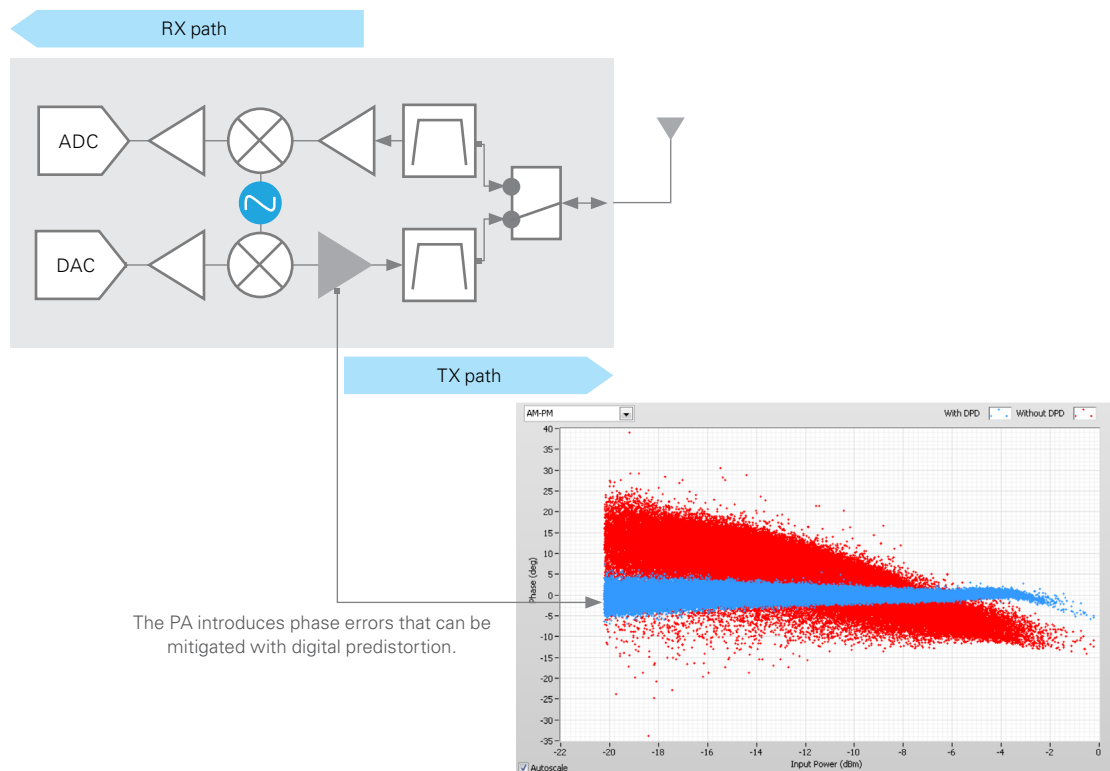 RX path
ADC
DAC
TX path
The PA introduces phase errors that can be
mitigated with digital predistortion.
AM-PM
With DPD
Without DPD
Phase (deg)
40
35
30
25
20
15
10
5
0
-5
-10
-15
-20
-25
-30
-35
-22
-20
-18
-16
-14
-12
-10
-8
-6
-4
-2
0
Input Power (dBm)
Autoscale